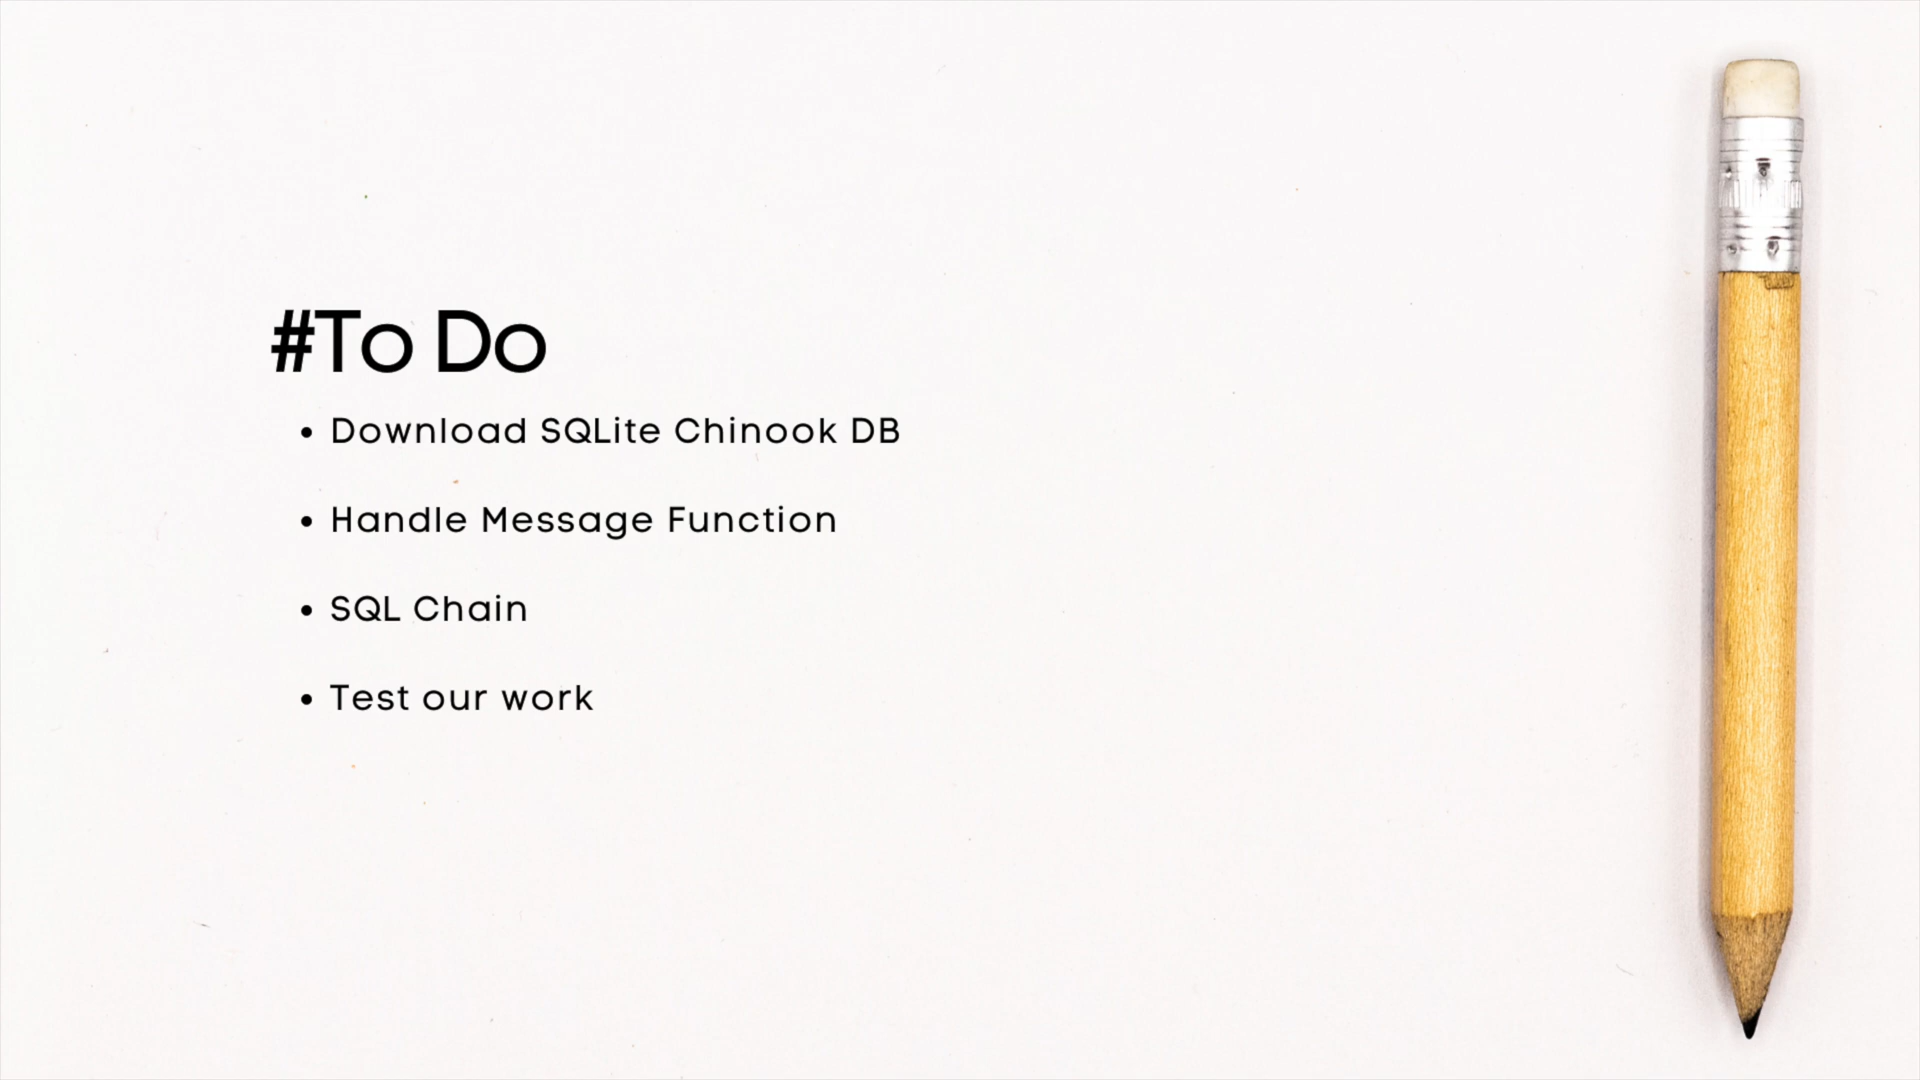 #To Do
• Download SQLite Chinook DB
• Handle Message Function
• SQL Chain
• Test our work